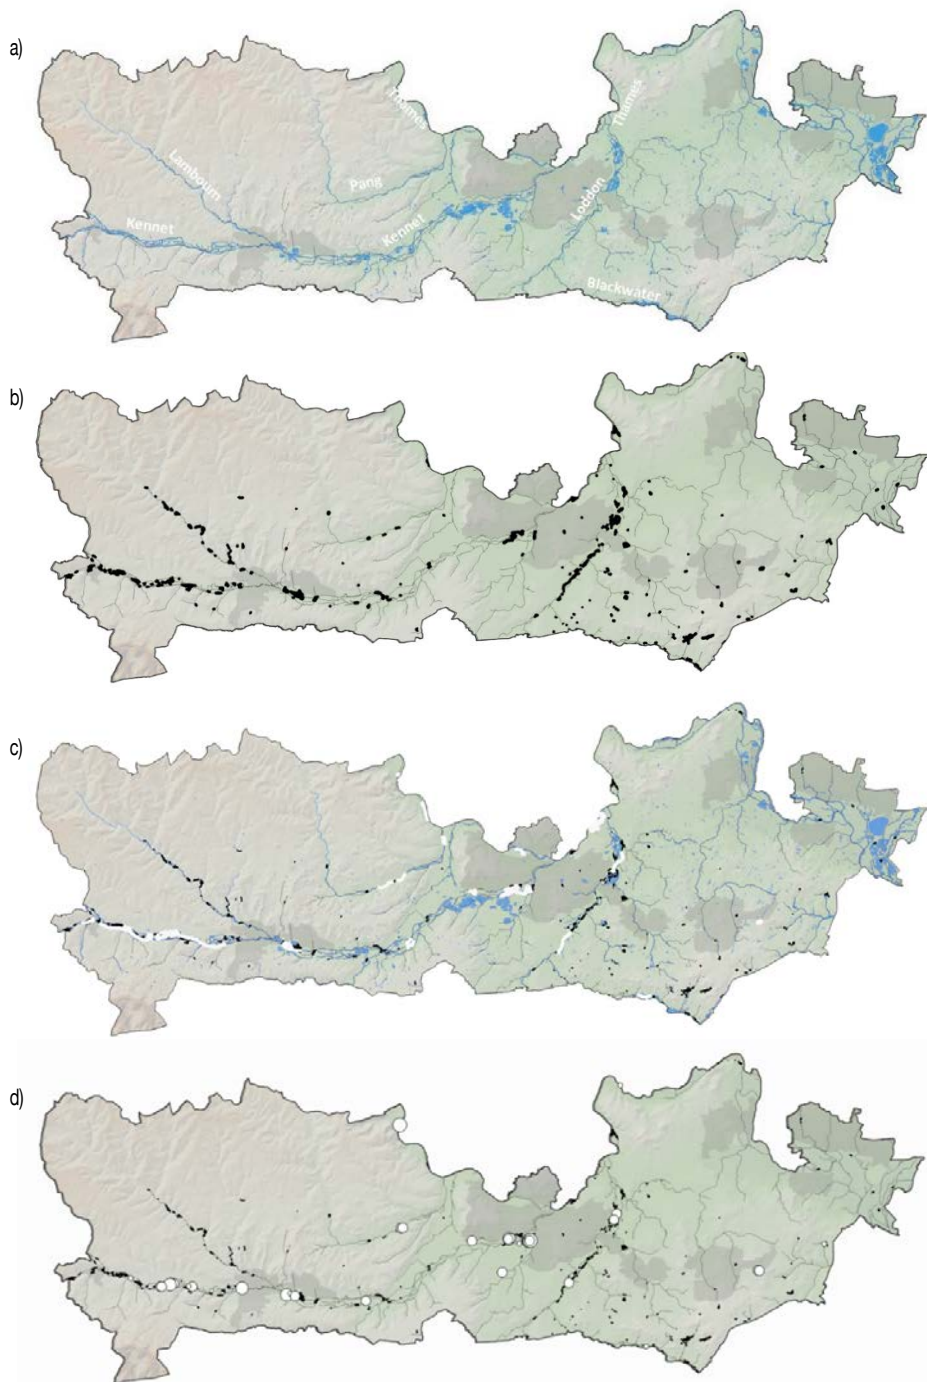 a)
Thames
Thames
Lambourn
Pang
Loddon
Kennet
Kennet
Blackwater
b)
c)
d)